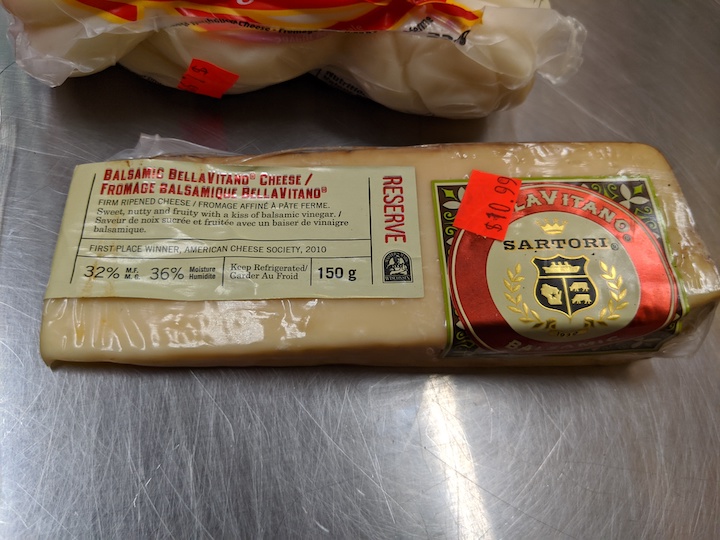 BALSAMIC BELLAVITANO® CHEESE /
FROMAGE BALSAMIQUE BELLAVITANO®
FIRM RIPENED CHEESE / FROMAGE AFFINÉ À PÂTE FERME.
Sweet, nutty and fruity with a kiss of balsamic vinegar. /
Saveur de noix sucrée et fruitée avec un baiser de vinaigre
balsamique.
FIRST PLACE WINNER, AMERICAN CHEESE SOCIETY, 2010
32% M.F. M.G. 36% Moisture Humidité
Keep Refrigerated/
Garder Au Froid
150 g
RESERVE
$10.99
LAVITANO®
SARTORI®